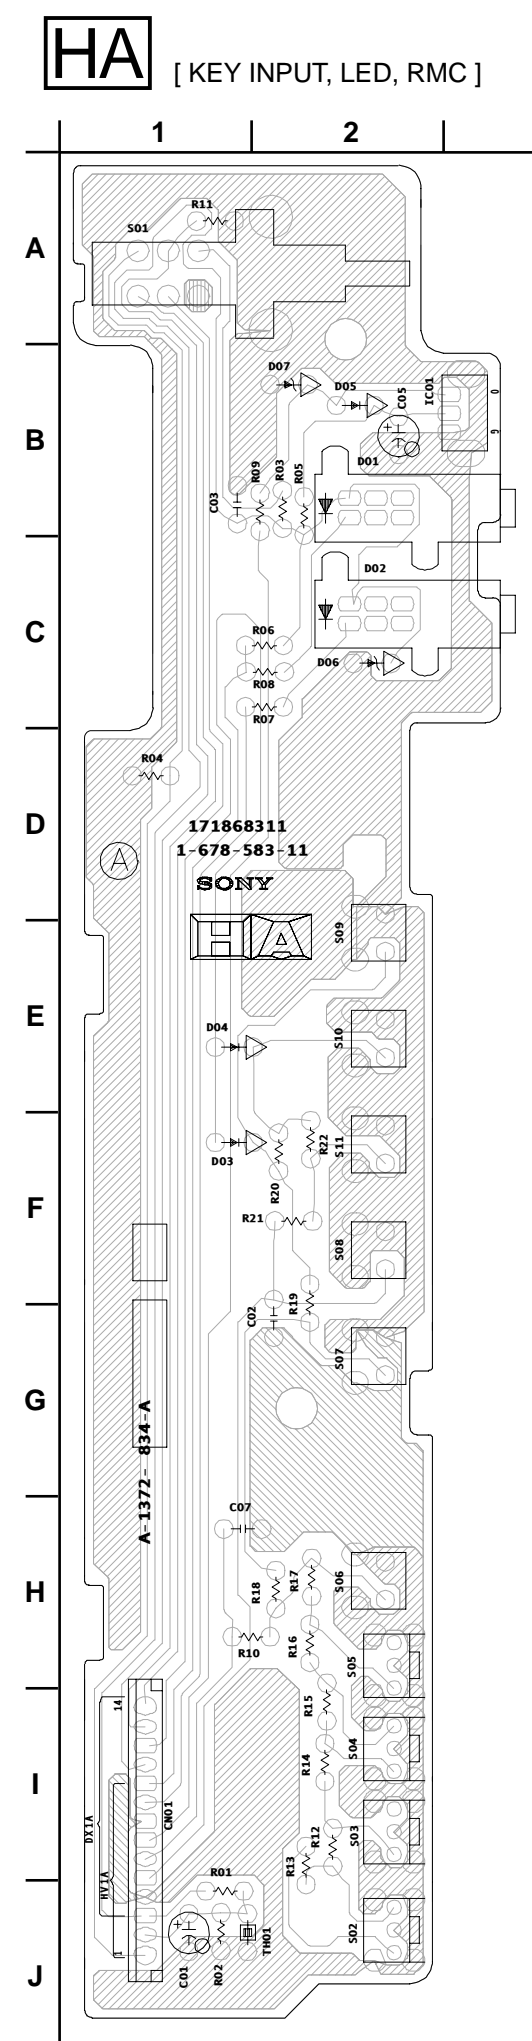 HA [ KEY INPUT, LED, RMC ]
1 2
A
R11
S01
B
D07
D05
C05
IC01
O
G
D01
C03
R09
R03
R05
D02
C
R06
D06
R08
R07
R04
D
171868311
1-678-583-11
A
SONY
HA
S09
E
S10
D04
S11
R22
D03
R20
F
R21
S08
R19
C02
S07
G
A-1372- 834-A
C07
H
R18
R17
S06
R10
R16
S05
R15
14
S04
R14
I
CN01
DX1A
S03
R12
HV1A
R13
R01
S02
1
C01
R02
TH01
J